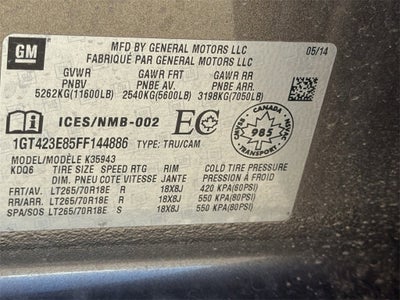 GM
MFD BY GENERAL MOTORS LLC
FABRIQUÉ PAR GENERAL MOTORS LLC
05/14
GVWR GAWR FRT GAWR RR
PNBV PNBE AV. PNBE AR
5262KG(11600LB) 2540KG(5600LB) 3198KG(7050LB)
ICES/NMB-002 EC
CANADA
985
TRANSPORT
1GT423E85FF144886 TYPE: TRU/CAM
MODEL/MODÈLE K35943
KDQ6 TIRE SIZE SPEED RTG RIM COLD TIRE PRESSURE
DIM PNEU COTE VITESSE JANTE PRESSION À FROID
FRT/AV. LT265/70R18E R 18X8J 420 KPA(60PSI)
RR/ARR. LT265/70R18E R 18X8J 550 KPA(80PSI)
SPA/SOS LT265/70R18E S 18X8J 550 KPA(80PSI)